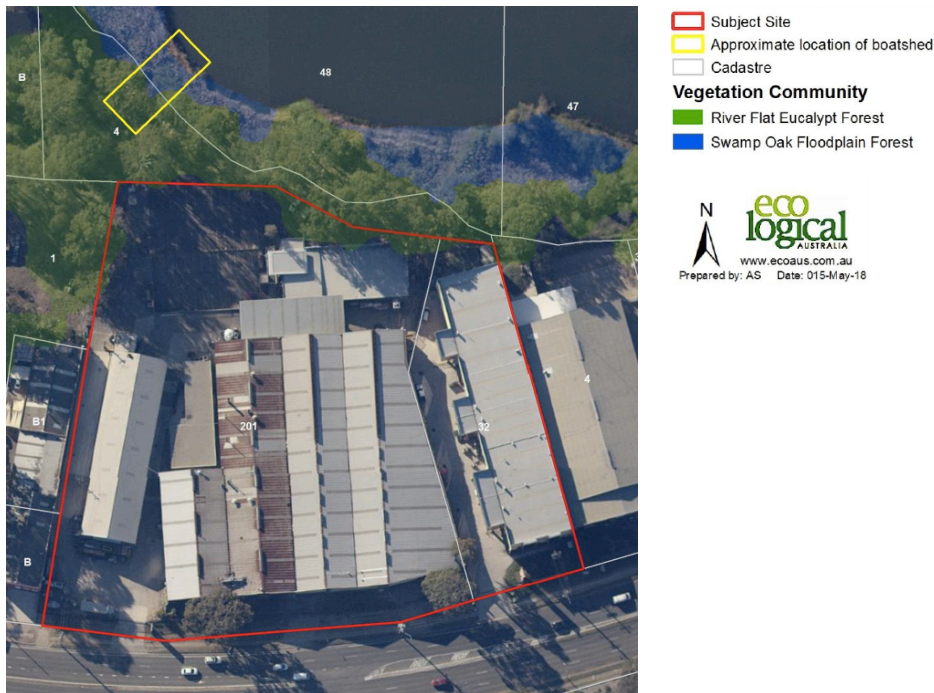 B
48
47
4
1
201
32
4
B1
B
Subject Site
Approximate location of boatshed
Cadastre
Vegetation Community
River Flat Eucalypt Forest
Swamp Oak Floodplain Forest
N
eco
logical
AUSTRALIA
www.ecoaus.com.au
Prepared by: AS Date: 015-May-18